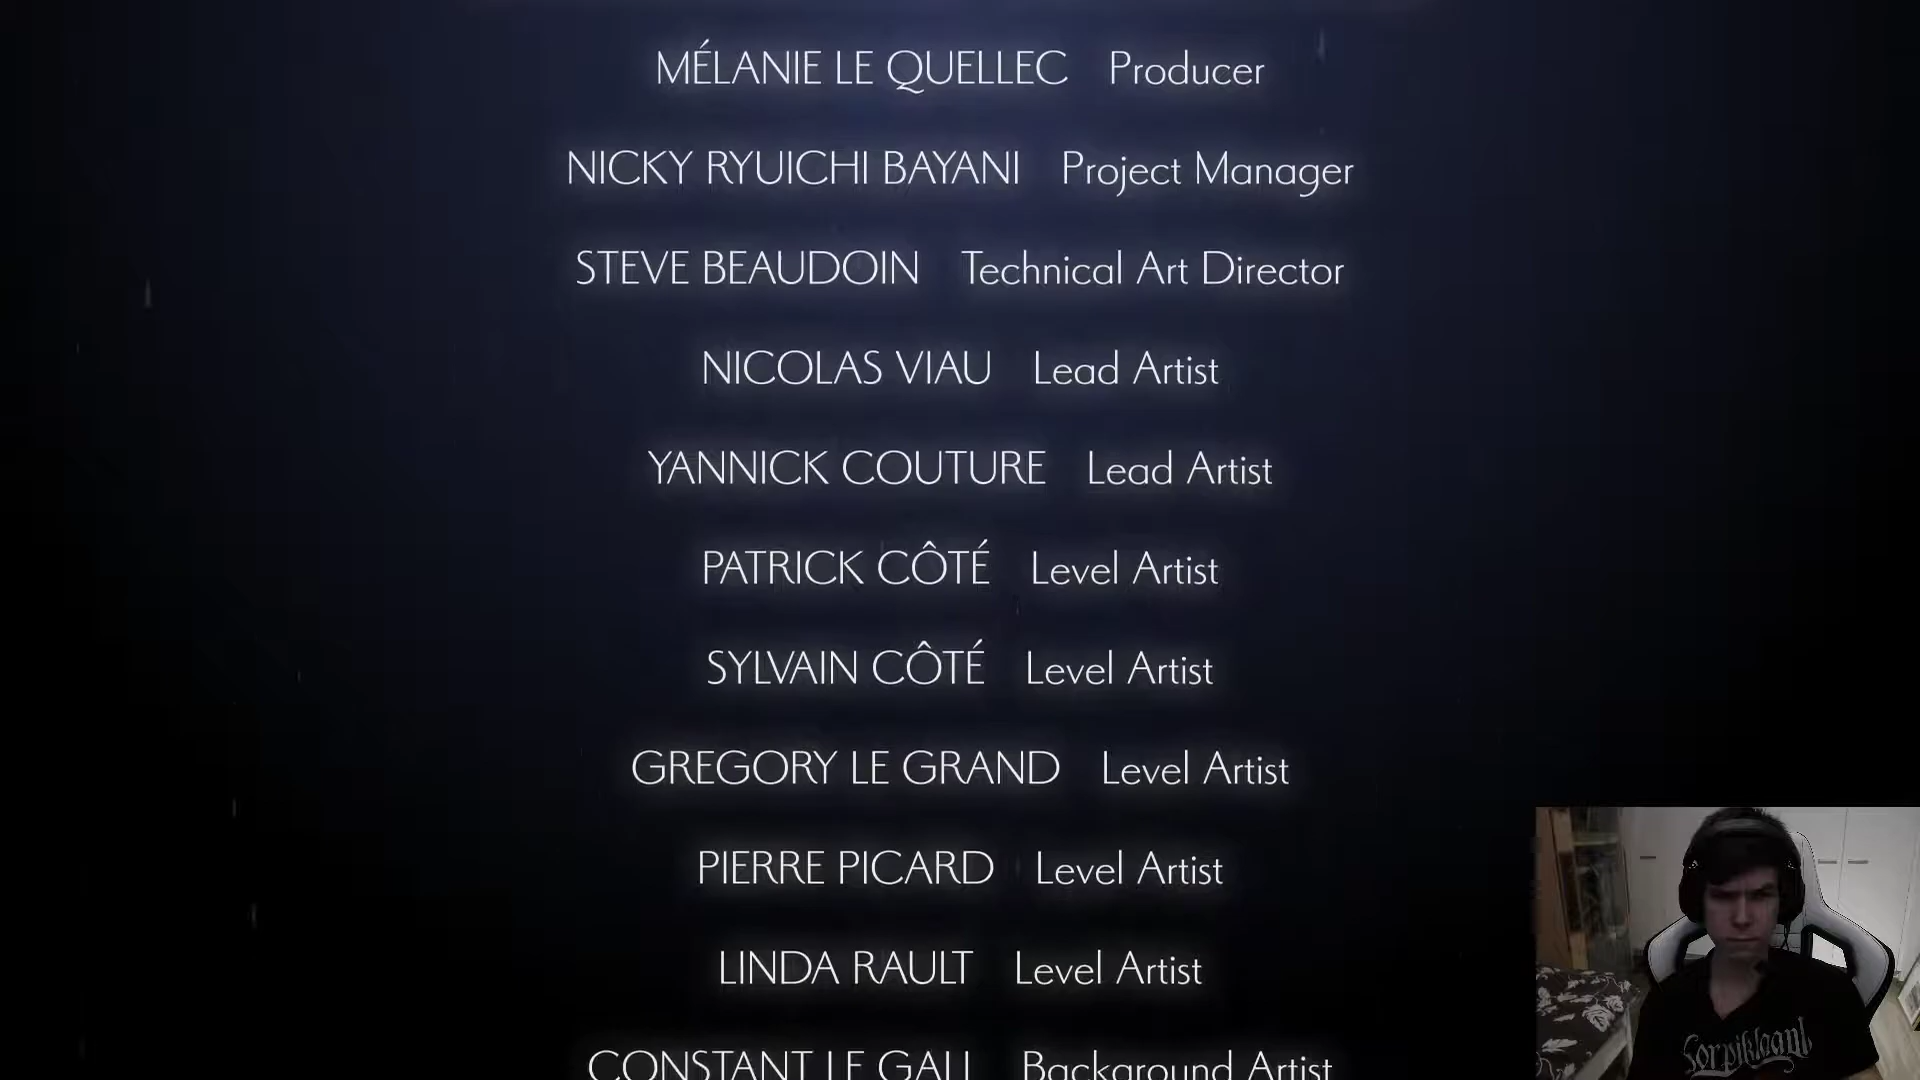 MÉLANIE LE QUELLEC Producer
NICKY RYUICHI BAYANI Project Manager
STEVE BEAUDOIN Technical Art Director
NICOLAS VIAU Lead Artist
YANNICK COUTURE Lead Artist
PATRICK CÔTÉ Level Artist
SYLVAIN CÔTÉ Level Artist
GREGORY LE GRAND Level Artist
PIERRE PICARD Level Artist
LINDA RAULT Level Artist
CONSTANT LE GALL Background Artist
Korpiklaani